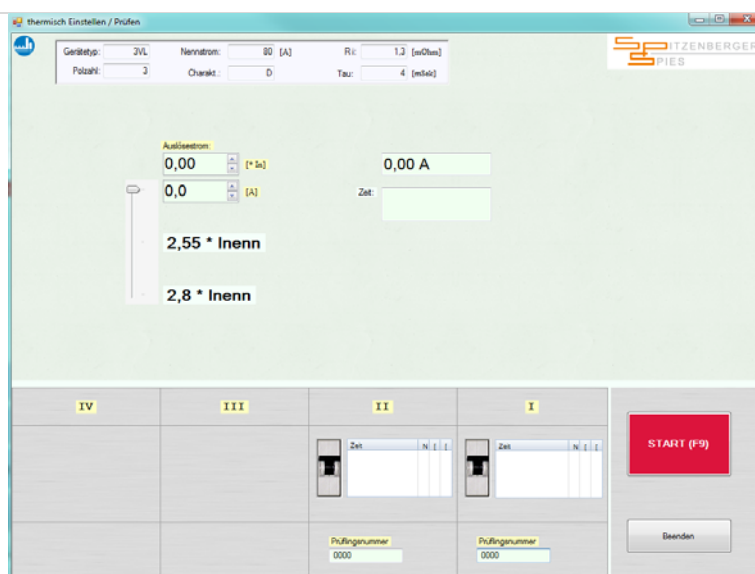 thermisch Einstellen / Prüfen
Gerätetyp: 3VL Nennstrom: 80 [A] Ri: 1,3 [mOhm]
Polzahl: 3 Charakt.: D Tau: 4 [mSek]
PITZENBERGER
PIES
Auslösestrom:
0,00 [* In] 0,00 A
0,0 [A] Zeit:
2,55 * Inenn
2,8 * Inenn
IV III II I
START (F9)
Zeit N [ [ Zeit N [ [
Beenden
Prüflingsnummer Prüflingsnummer
0000 0000